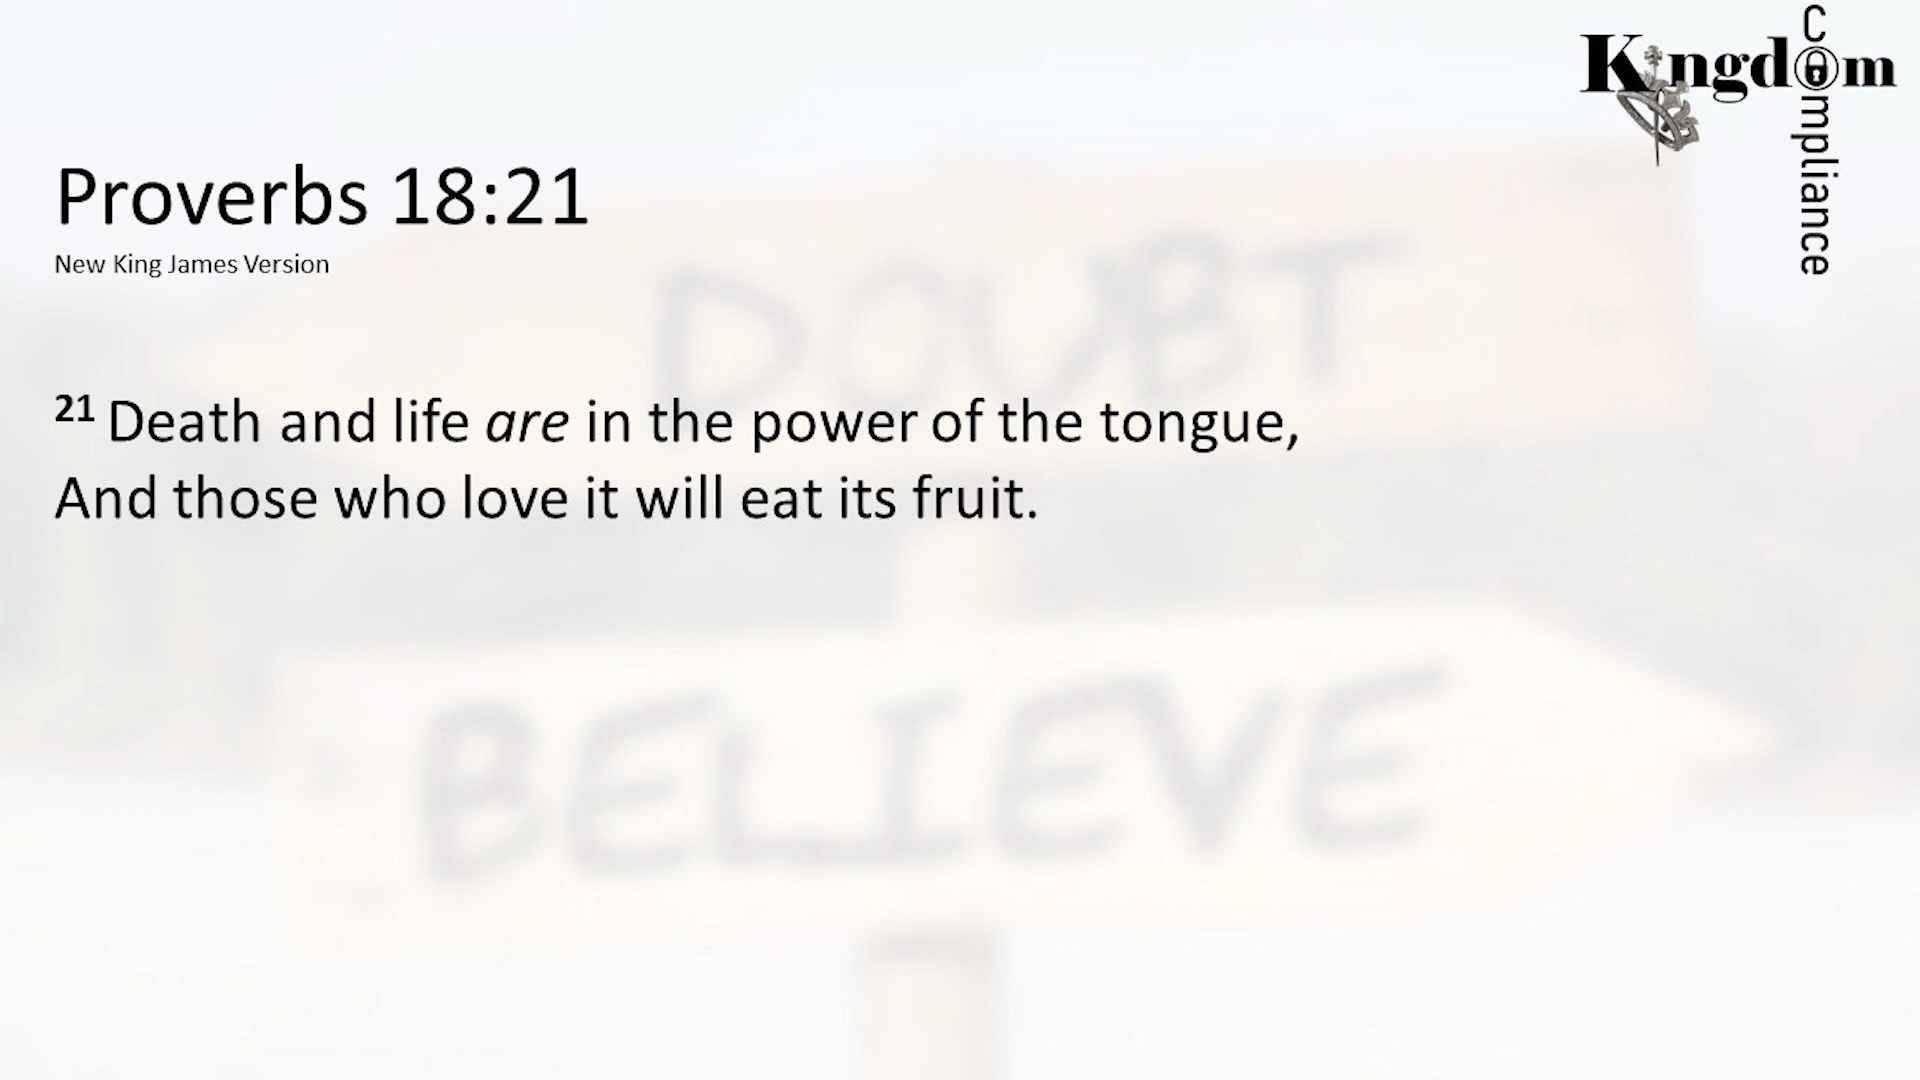 Kingdom
Compliance
Proverbs 18:21
New King James Version
21 Death and life are in the power of the tongue,
And those who love it will eat its fruit.
DOUBT
BELIEVE